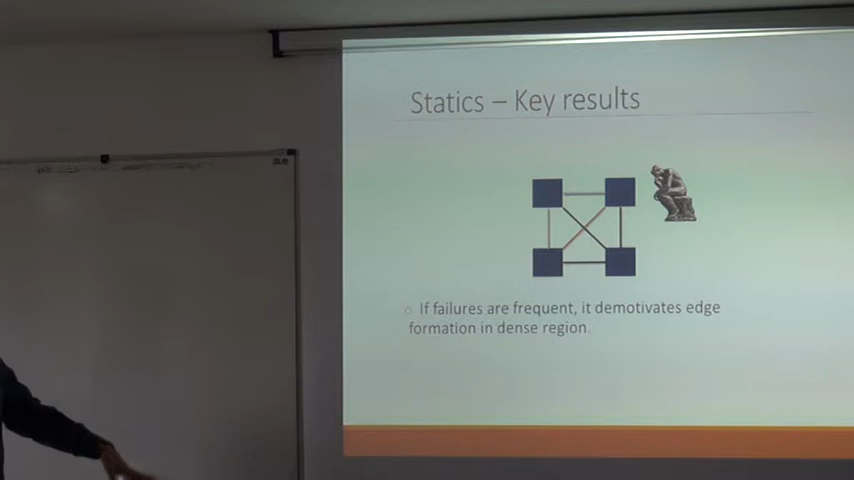 Statics – Key results
If failures are frequent, it demotivates edge
formation in dense region.